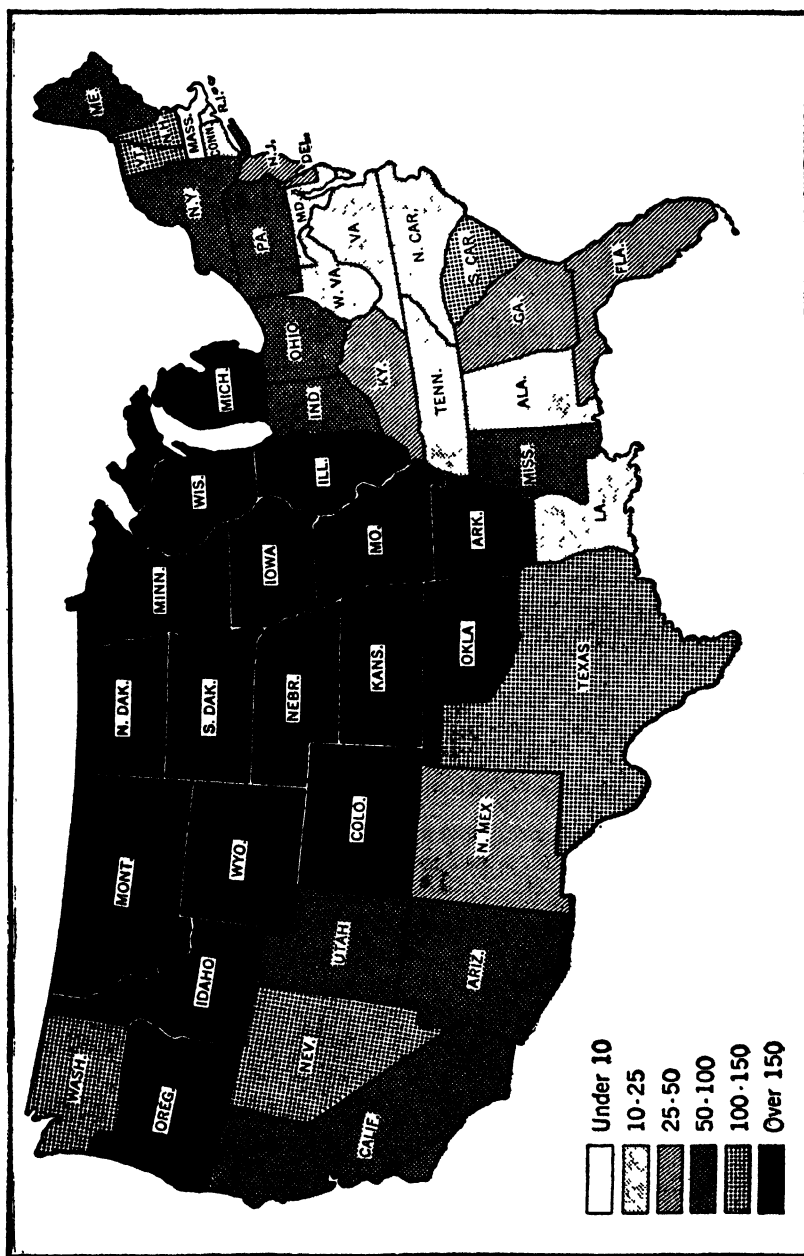 WASH.
OREG.
CALIF.
NEV.
IDAHO
MONT
WYO.
UTAH
ARIZ.
COLO.
N. MEX
N. DAK.
S. DAK.
NEBR.
KANS.
OKLA
TEXAS
MINN.
IOWA
MO.
ARK.
LA.
WIS.
ILL.
MISS.
MICH.
IND.
OHIO
KY.
TENN.
ALA.
GA.
FLA.
S. CAR.
N. CAR.
VA
W. VA.
MD.
DEL.
PA.
N.J.
N.Y.
CONN.
R.I.
MASS.
VT.
N.H.
ME.
Under 10
10-25
25-50
50-100
100-150
Over 150